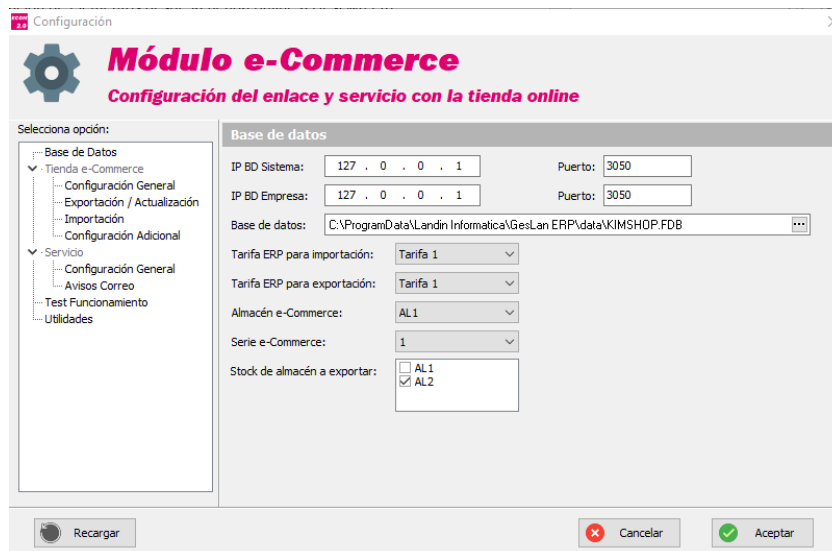 Configuración
Módulo e-Commerce
Configuración del enlace y servicio con la tienda online
Selecciona opción:
Base de Datos
Tienda e-Commerce
Configuración General
Exportación / Actualización
Importación
Configuración Adicional
Servicio
Configuración General
Avisos Correo
Test Funcionamiento
Utilidades
Base de datos
IP BD Sistema: 127 . 0 . 0 . 1 Puerto: 3050
IP BD Empresa: 127 . 0 . 0 . 1 Puerto: 3050
Base de datos: C:\ProgramData\Landin Informatica\GesLan ERP\data\KIMSHOP.FDB ...
Tarifa ERP para importación: Tarifa 1
Tarifa ERP para exportación: Tarifa 1
Almacén e-Commerce: AL1
Serie e-Commerce: 1
Stock de almacén a exportar: AL1
AL2
Recargar Cancelar Aceptar